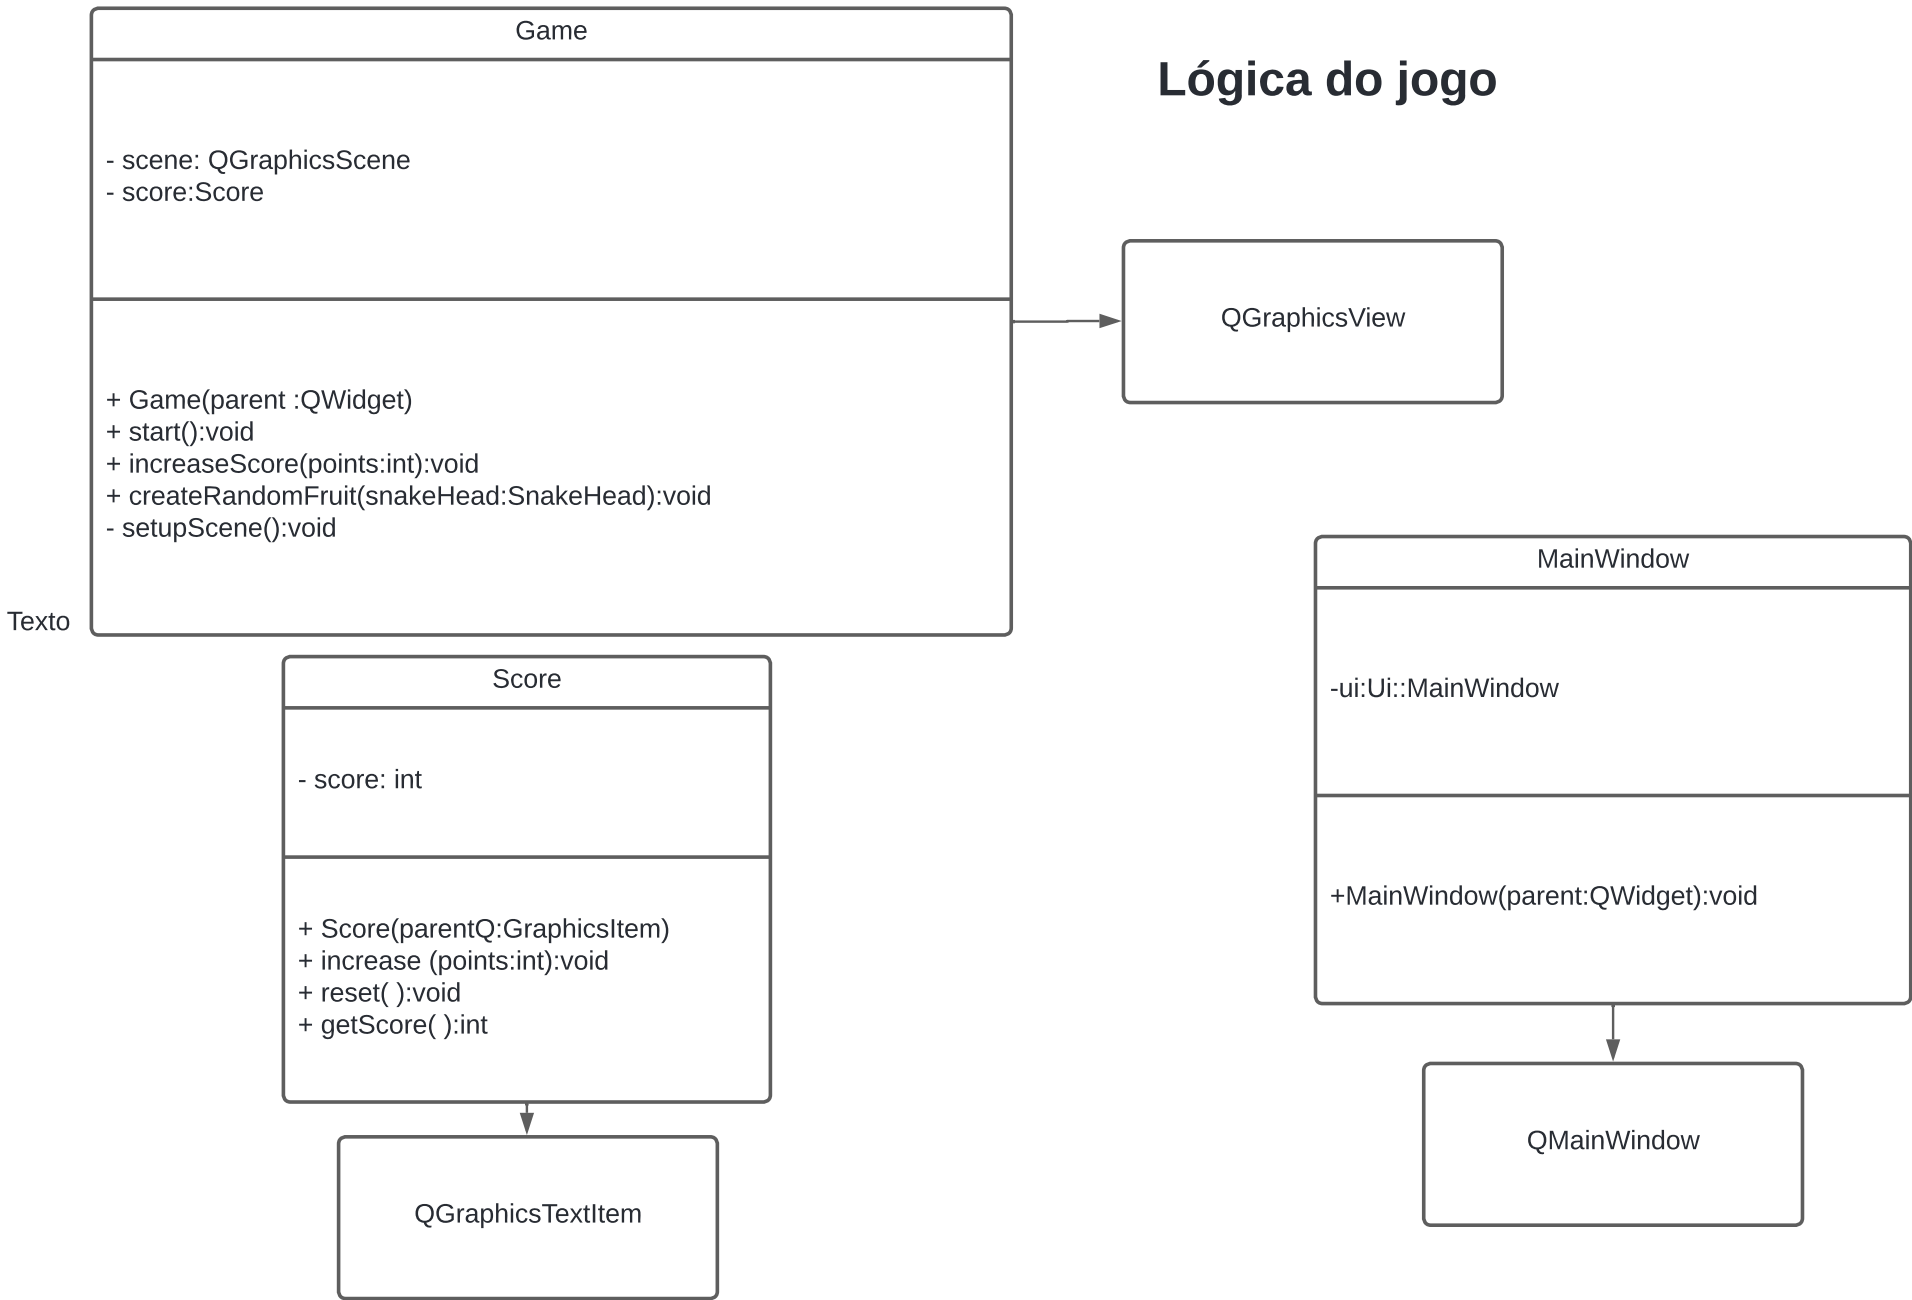 Game
Lógica do jogo
- scene: QGraphicsScene
- score:Score
QGraphicsView
+ Game(parent :QWidget)
+ start():void
+ increaseScore(points:int):void
+ createRandomFruit(snakeHead:SnakeHead):void
- setupScene():void
Texto
MainWindow
-ui:Ui::MainWindow
+MainWindow(parent:QWidget):void
QMainWindow
Score
- score: int
+ Score(parentQ:GraphicsItem)
+ increase (points:int):void
+ reset( ):void
+ getScore( ):int
QGraphicsTextItem